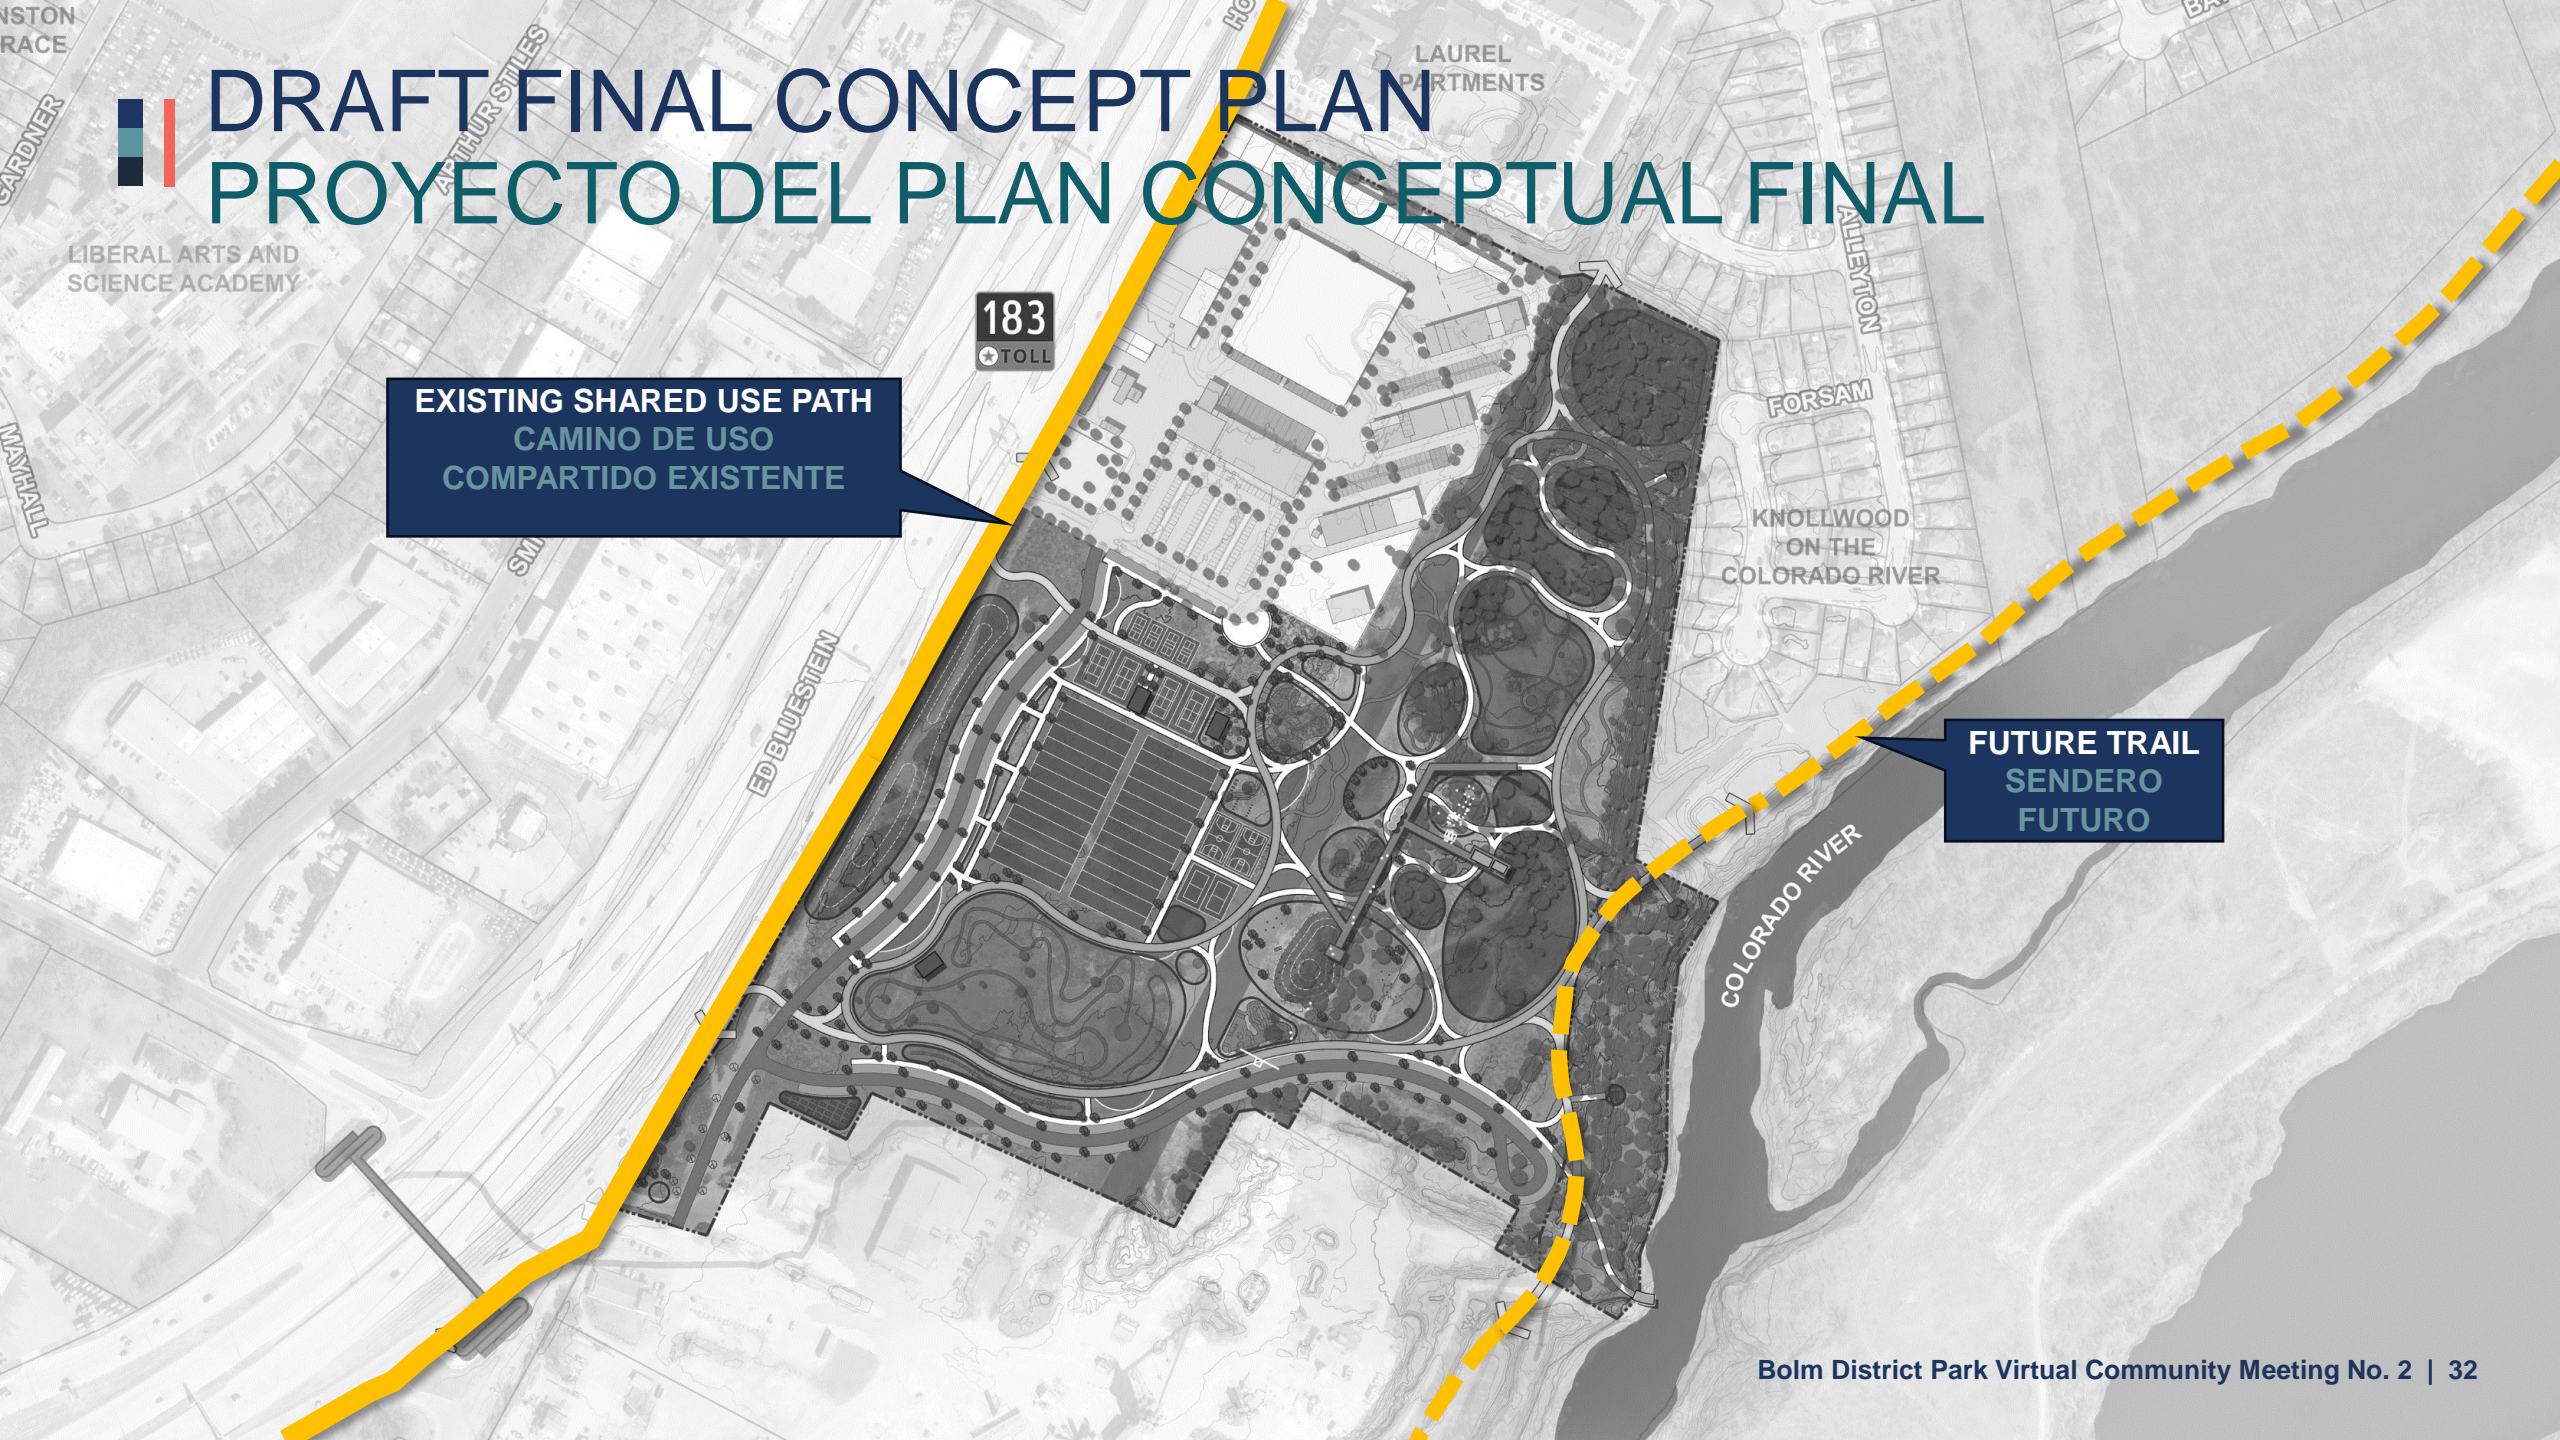 DRAFT FINAL CONCEPT PLAN
PROYECTO DEL PLAN CONCEPTUAL FINAL
LAUREL
ARTHUR STILES
GARDNER
LIBERAL ARTS AND
SCIENCE ACADEMY
183
TOLL
ALLEYTON
EXISTING SHARED USE PATH
CAMINO DE USO
COMPARTIDO EXISTENTE
FORSAM
MAYHALL
KNOLLWOOD
ON THE
COLORADO RIVER
ED BLUESTEIN
FUTURE TRAIL
SENDERO
FUTURO
COLORADO RIVER
Bolm District Park Virtual Community Meeting No. 2 | 32